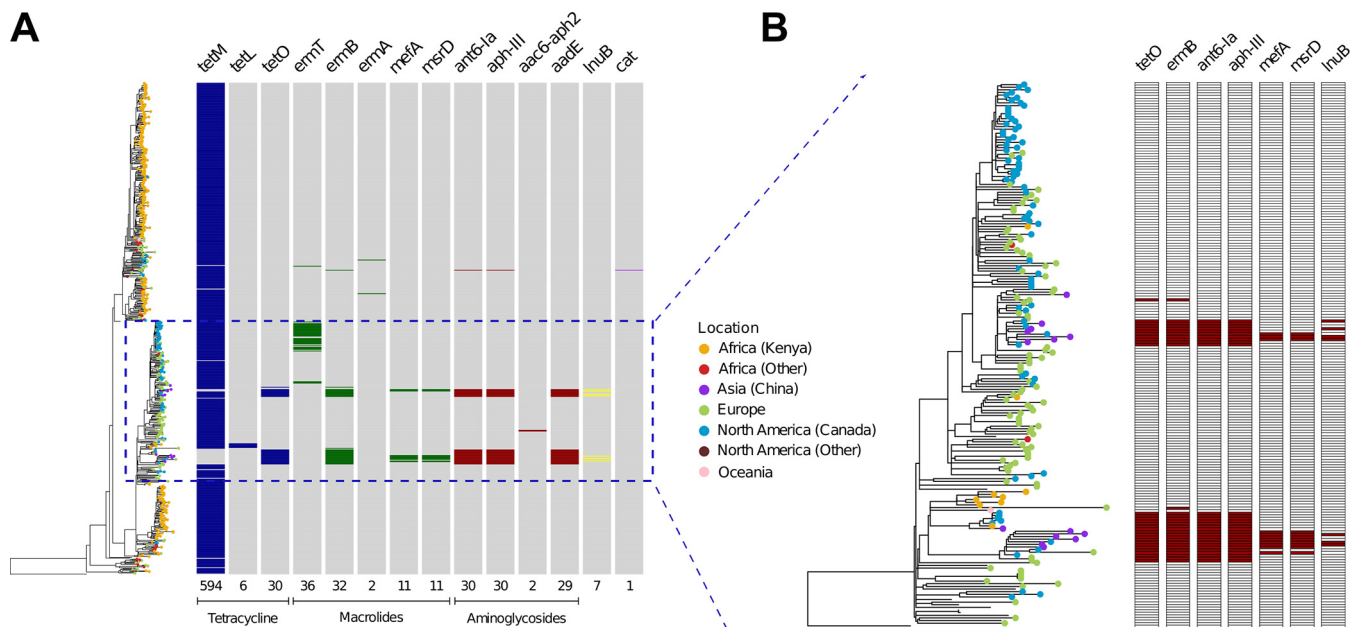 A
B
tetM tetL tetO ermT ermB ermA mefA msrD ant6-Ia aph-III aac6-aph2 aadE lnuB cat
tetO ermB ant6-Ia aph-III mefA msrD lnuB
Location
Africa (Kenya)
Africa (Other)
Asia (China)
Europe
North America (Canada)
North America (Other)
Oceania
594 6 30 36 32 2 11 11 30 30 2 29 7 1
Tetracycline Macrolides Aminoglycosides